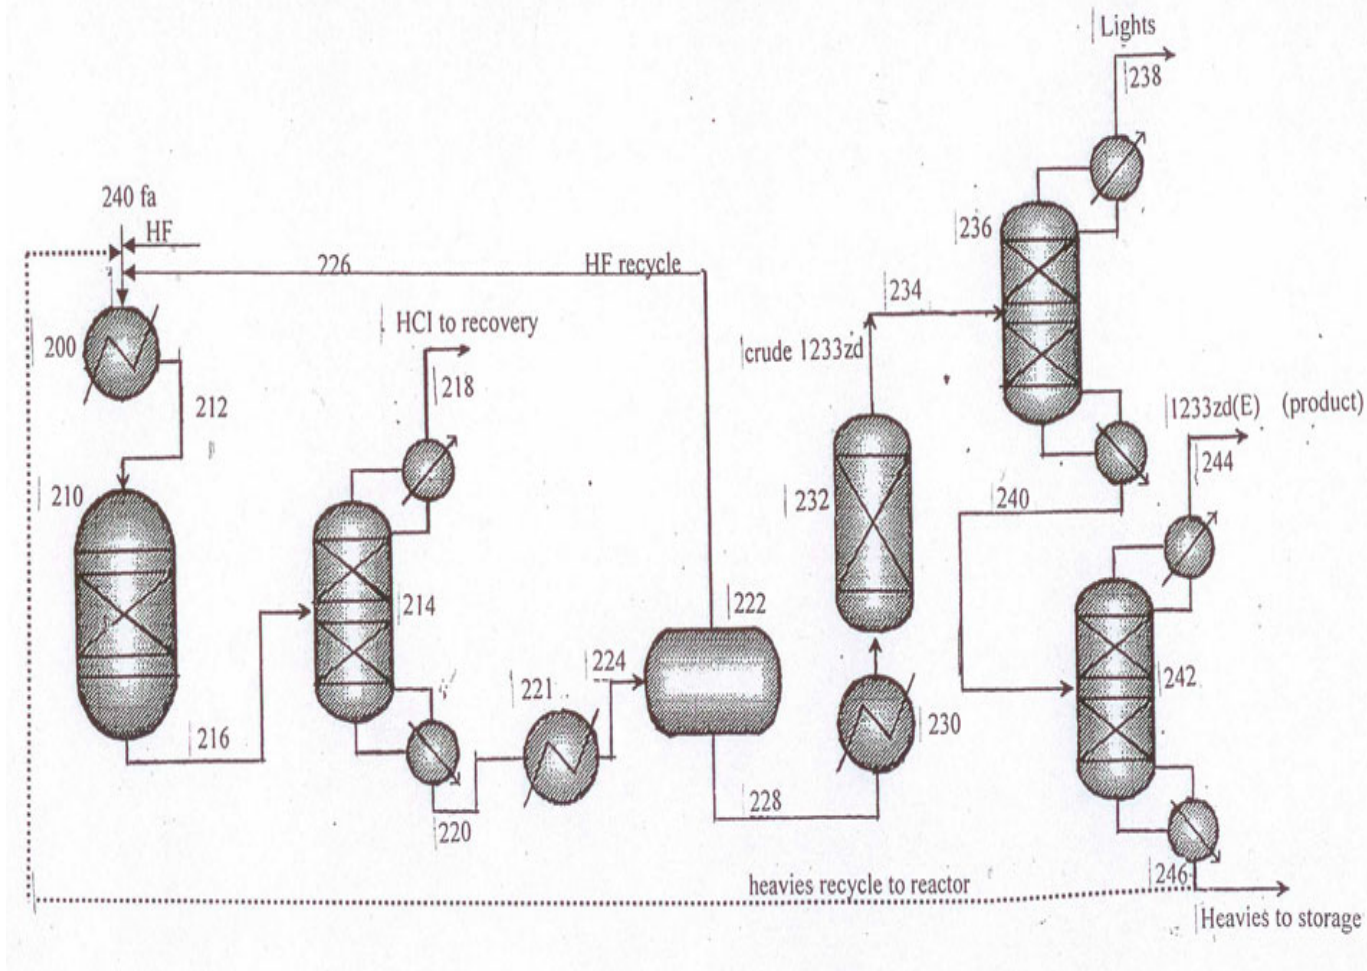 Lights
238
240 fa
HF
236
226
HF recycle
234
HCl to recovery
crude 1233zd
200
218
212
1233zd(E) (product)
244
210
232
240
214
222
224
221
242
216
230
228
220
246
heavies recycle to reactor
Heavies to storage